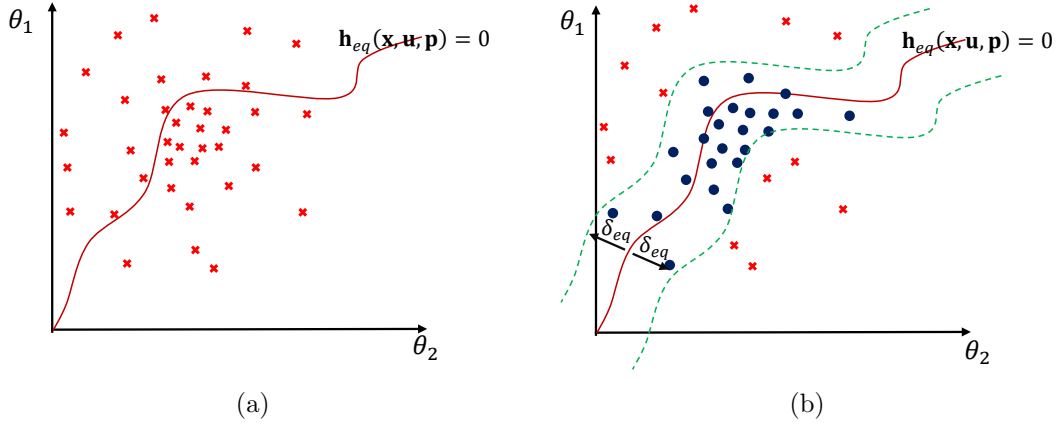 θ₁
h_eq(x, u, p) = 0
θ₂
(a)
θ₁
h_eq(x, u, p) = 0
δ_eq
δ_eq
θ₂
(b)